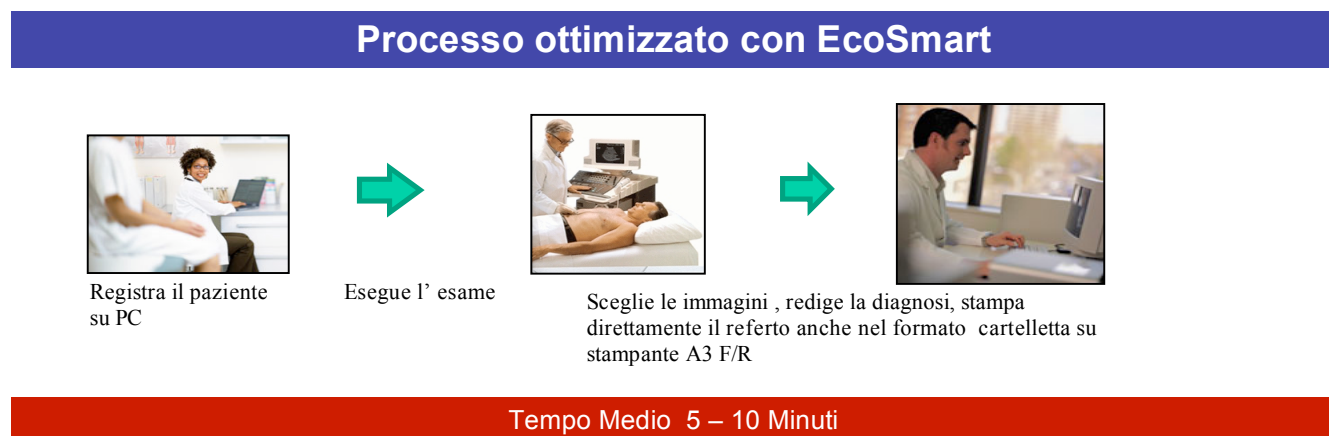 Processo ottimizzato con EcoSmart
Registra il paziente
su PC
Esegue l’ esame
Sceglie le immagini , redige la diagnosi, stampa
direttamente il referto anche nel formato cartelletta su
stampante A3 F/R
Tempo Medio 5 – 10 Minuti